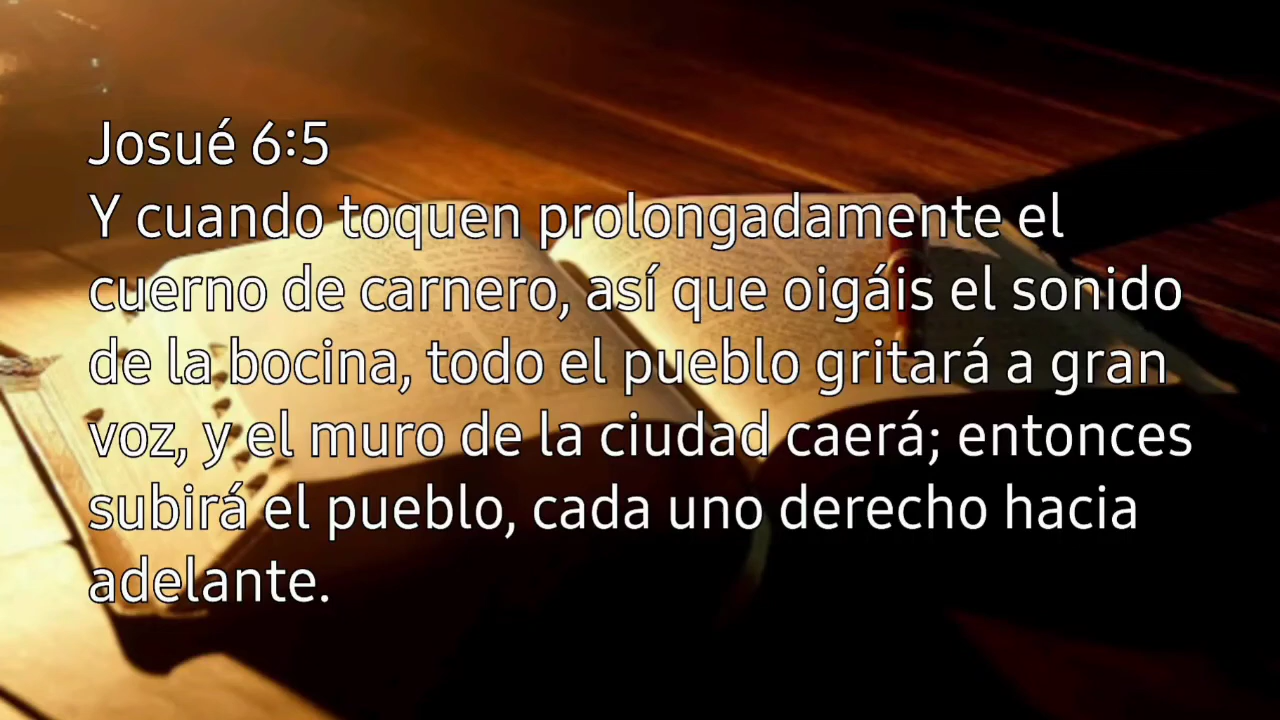 Josué 6:5
Y cuando toquen prolongadamente el
cuerno de carnero, así que oigáis el sonido
de la bocina, todo el pueblo gritará a gran
voz, y el muro de la ciudad caerá; entonces
subirá el pueblo, cada uno derecho hacia
adelante.